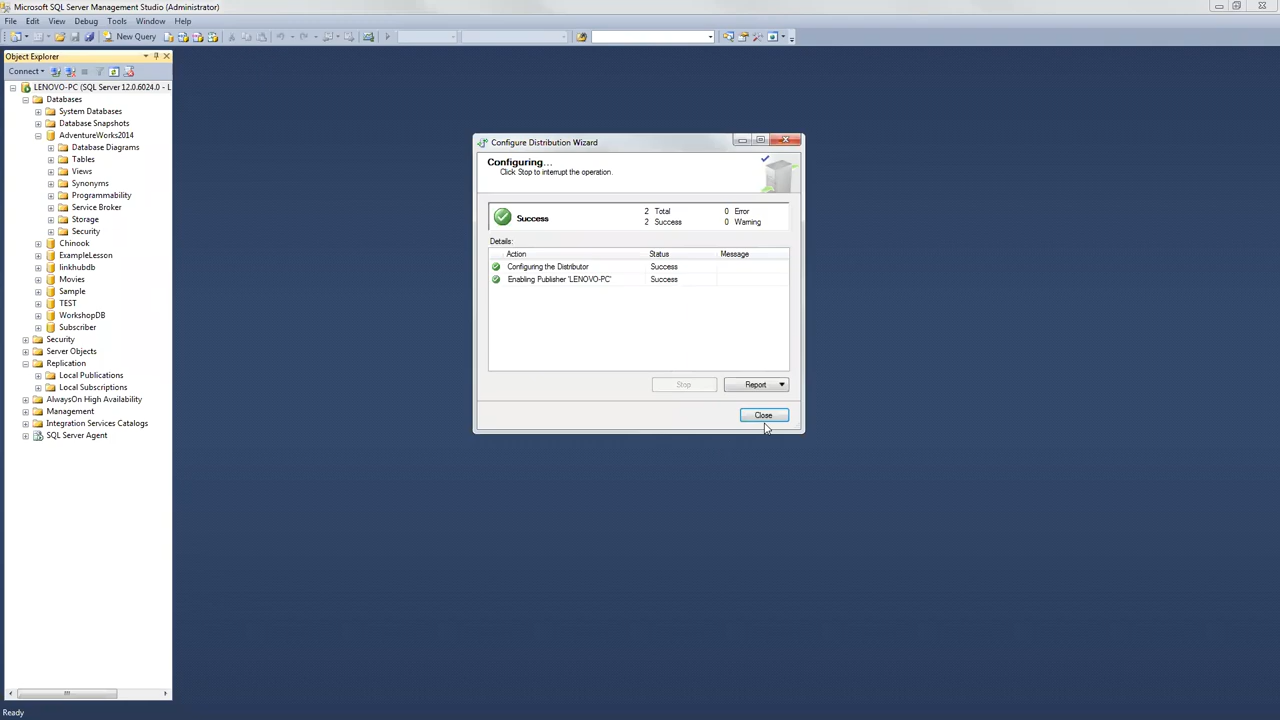 Microsoft SQL Server Management Studio (Administrator)
File Edit View Debug Tools Window Help
New Query
Object Explorer
Connect
LENOVO-PC (SQL Server 12.0.6024.0 - L
Databases
System Databases
Database Snapshots
AdventureWorks2014
Database Diagrams
Tables
Views
Synonyms
Programmability
Service Broker
Storage
Security
Chinook
ExampleLesson
linkhubdb
Movies
Sample
TEST
WorkshopDB
Subscriber
Security
Server Objects
Replication
Local Publications
Local Subscriptions
AlwaysOn High Availability
Management
Integration Services Catalogs
SQL Server Agent
Configure Distribution Wizard
Configuring...
Click Stop to interrupt the operation.
Success
2 Total 0 Error
2 Success 0 Warning
Details:
Action Status Message
Configuring the Distributor Success
Enabling Publisher 'LENOVO-PC' Success
Stop Report
Close
Ready